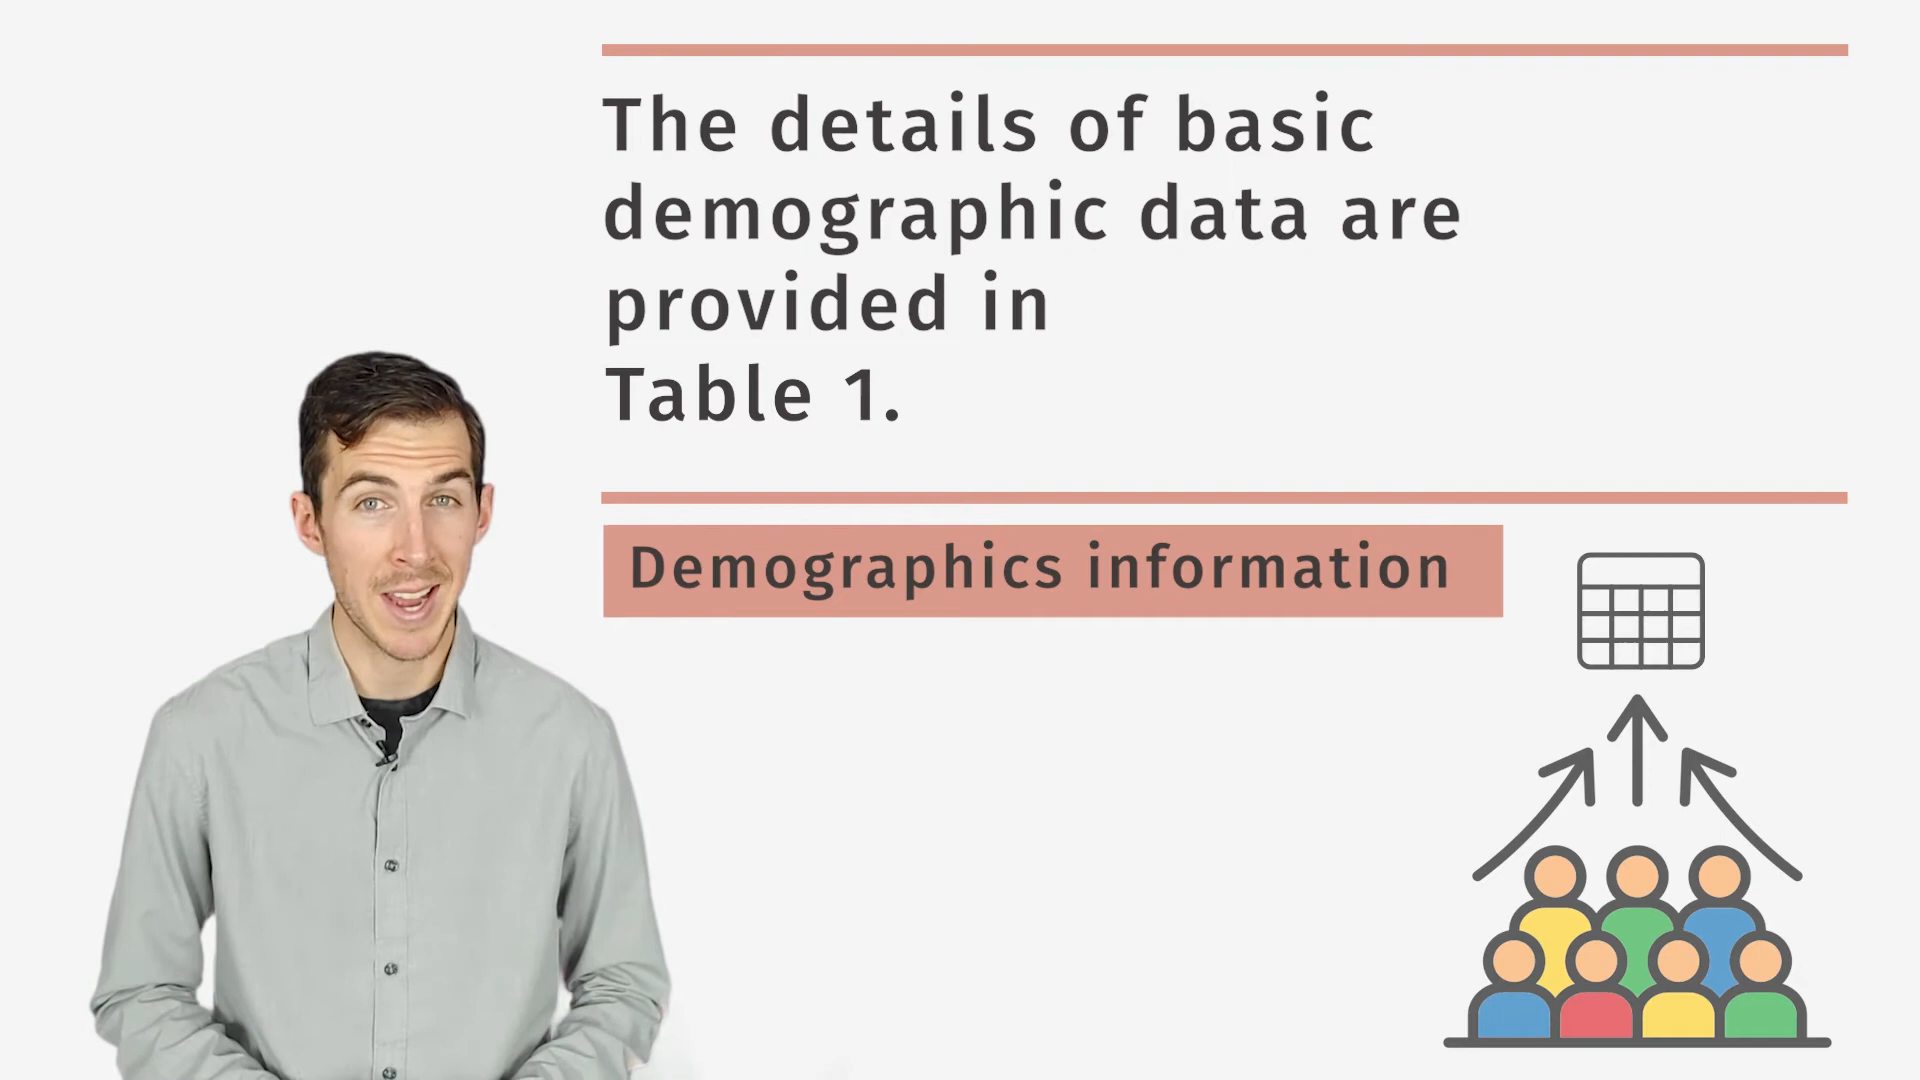 The details of basic
demographic data are
provided in
Table 1.
Demographics information